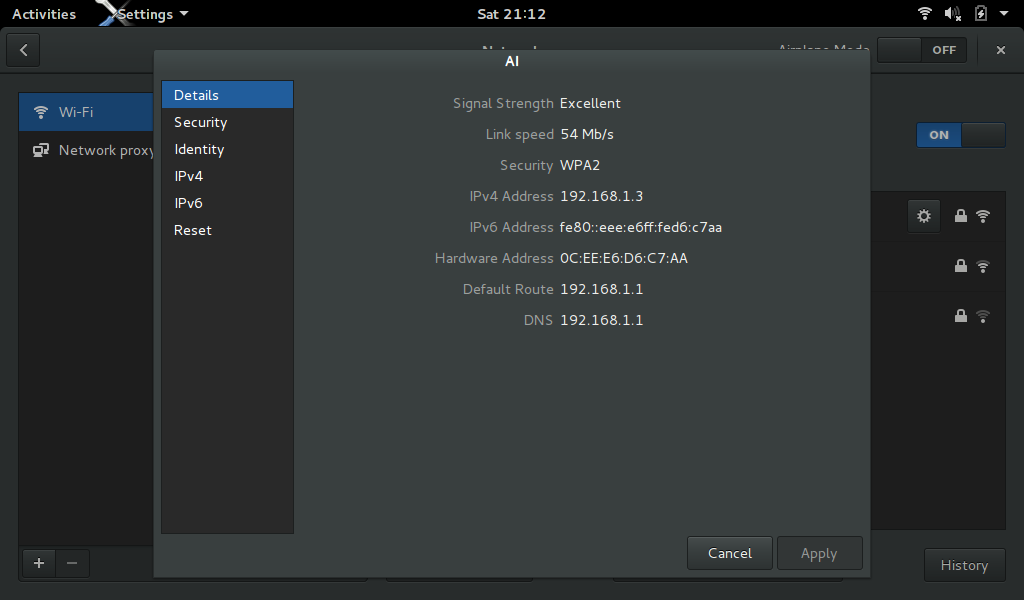 Activities Settings Sat 21:12
Airplane Mode OFF
AI
Wi-Fi
Network proxy
ON
Details
Security
Identity
IPv4
IPv6
Reset
Signal Strength Excellent
Link speed 54 Mb/s
Security WPA2
IPv4 Address 192.168.1.3
IPv6 Address fe80::eee:e6ff:fed6:c7aa
Hardware Address 0C:EE:E6:D6:C7:AA
Default Route 192.168.1.1
DNS 192.168.1.1
Cancel Apply
History